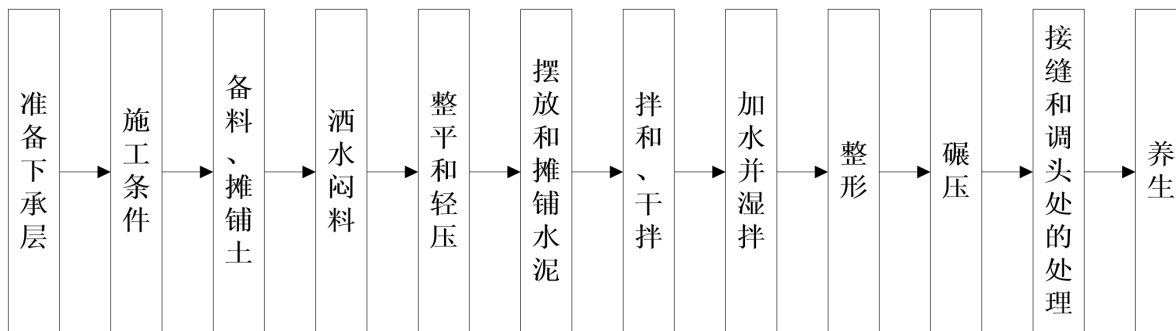 准备下承层
施工条件
备料、摊铺土
洒水闷料
整平和轻压
摆放和摊铺水泥
拌和、干拌
加水并湿拌
整形
碾压
接缝和调头处的处理
养生